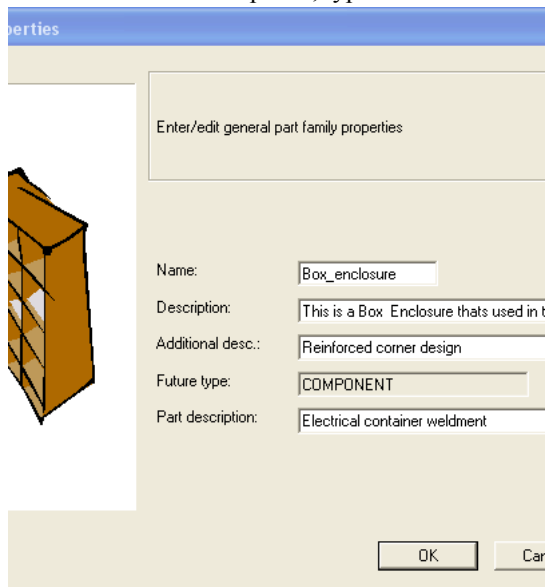 perties
Enter/edit general part family properties
Name: Box_enclosure
Description: This is a Box Enclosure thats used in t
Additional desc.: Reinforced corner design
Future type: COMPONENT
Part description: Electrical container weldment
OK Car